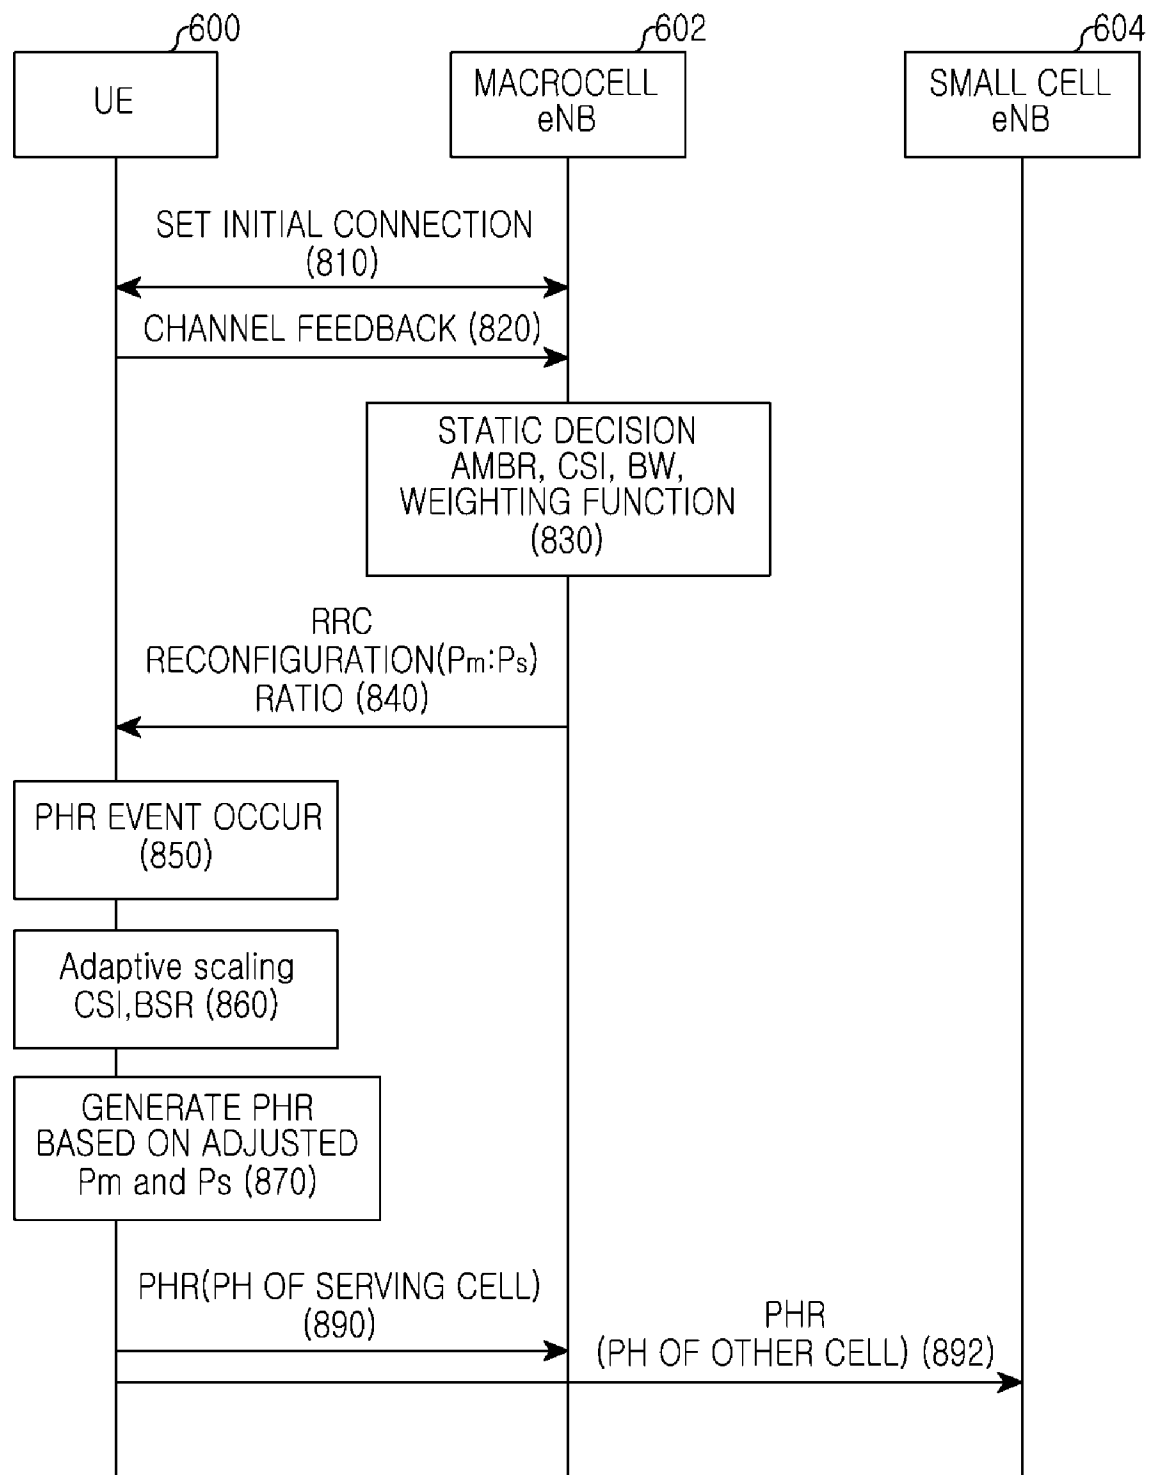 600
602
604
UE
MACROCELL
eNB
SMALL CELL
eNB
SET INITIAL CONNECTION
(810)
CHANNEL FEEDBACK (820)
STATIC DECISION
AMBR, CSI, BW,
WEIGHTING FUNCTION
(830)
RRC
RECONFIGURATION(Pm:Ps)
RATIO (840)
PHR EVENT OCCUR
(850)
Adaptive scaling
CSI,BSR (860)
GENERATE PHR
BASED ON ADJUSTED
Pm and Ps (870)
PHR(PH OF SERVING CELL)
(890)
PHR
(PH OF OTHER CELL) (892)